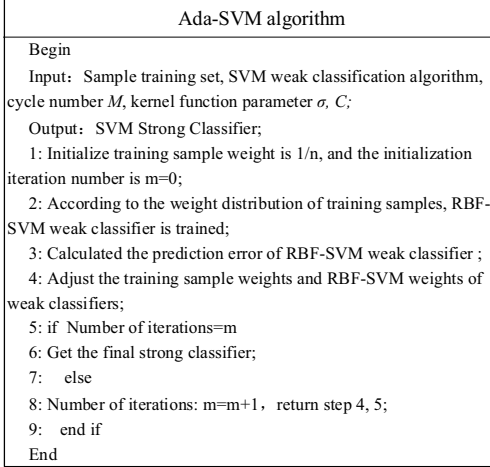 Ada-SVM algorithm
Begin
Input：Sample training set, SVM weak classification algorithm,
cycle number M, kernel function parameter σ, C;
Output：SVM Strong Classifier;
1: Initialize training sample weight is 1/n, and the initialization
iteration number is m=0;
2: According to the weight distribution of training samples, RBF-
SVM weak classifier is trained;
3: Calculated the prediction error of RBF-SVM weak classifier ;
4: Adjust the training sample weights and RBF-SVM weights of
weak classifiers;
5: if Number of iterations=m
6: Get the final strong classifier;
7: else
8: Number of iterations: m=m+1，return step 4, 5;
9: end if
End